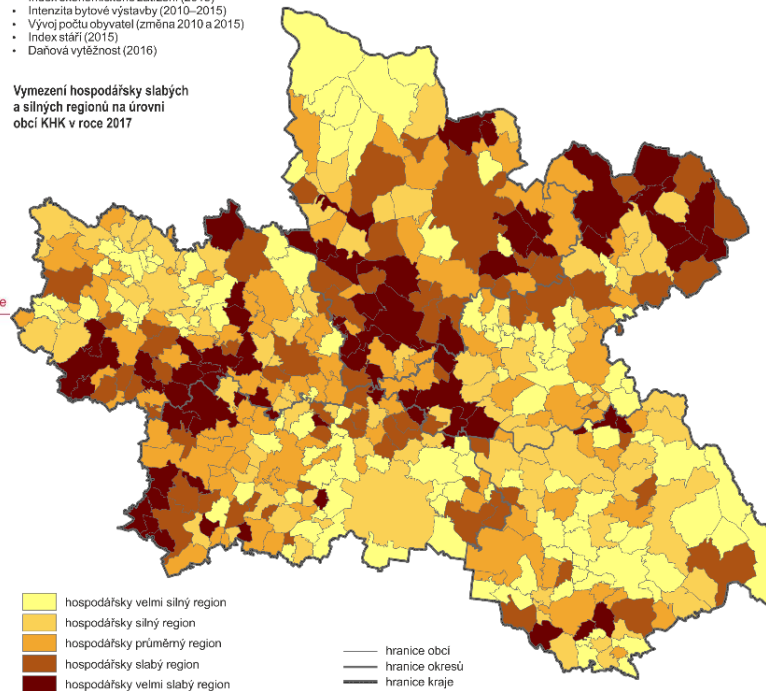 • Intenzita bytové výstavby (2010–2015)
• Vývoj počtu obyvatel (změna 2010 a 2015)
• Index stáří (2015)
• Daňová vytěžnost (2016)
Vymezení hospodářsky slabých
a silných regionů na úrovni
obcí KHK v roce 2017
e
hospodářsky velmi silný region
hospodářsky silný region
hospodářsky průměrný region
hospodářsky slabý region
hospodářsky velmi slabý region
hranice obcí
hranice okresů
hranice kraje